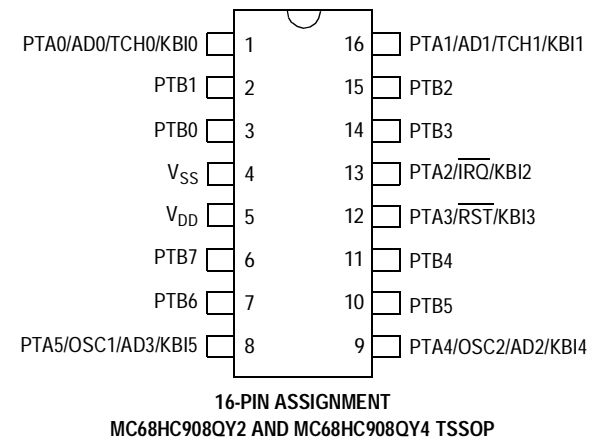 PTA0/AD0/TCH0/KBI0 1 16 PTA1/AD1/TCH1/KBI1
PTB1 2 15 PTB2
PTB0 3 14 PTB3
VSS 4 13 PTA2/IRQ/KBI2
VDD 5 12 PTA3/RST/KBI3
PTB7 6 11 PTB4
PTB6 7 10 PTB5
PTA5/OSC1/AD3/KBI5 8 9 PTA4/OSC2/AD2/KBI4
16-PIN ASSIGNMENT
MC68HC908QY2 AND MC68HC908QY4 TSSOP